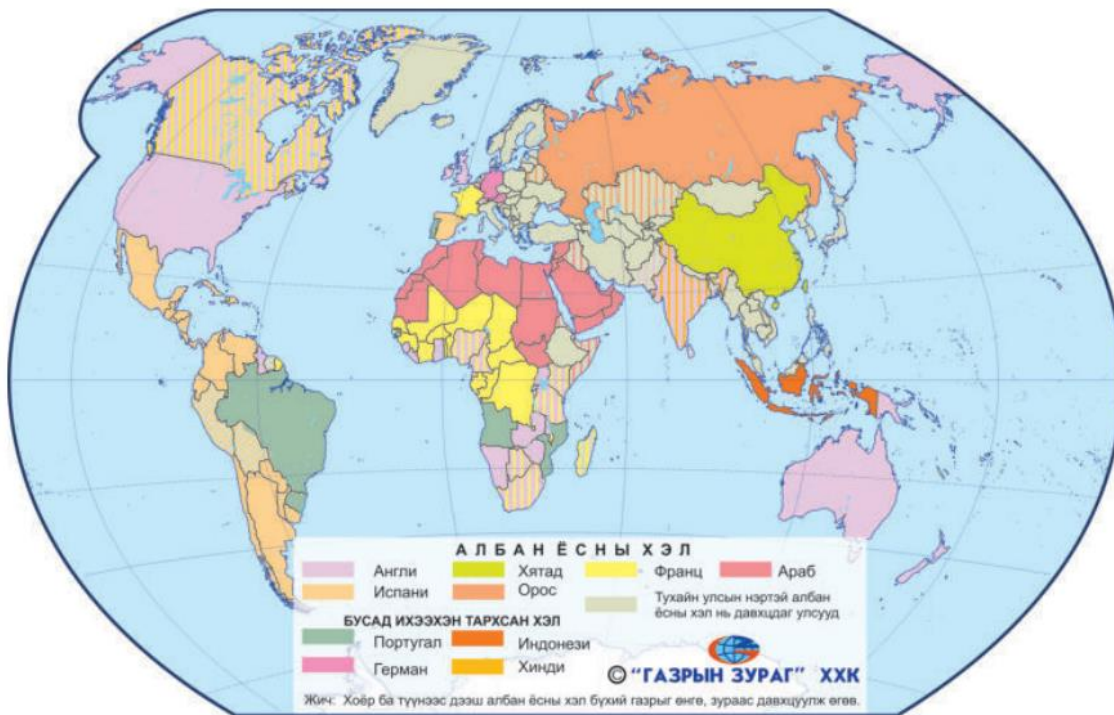 АЛБАН ЁСНЫ ХЭЛ
Англи
Хятад
Франц
Араб
Испани
Орос
Тухайн улсын нэртэй албан
ёсны хэл нь давхцдаг улсууд
БУСАД ИХЭЭХЭН ТАРХСАН ХЭЛ
Португал
Индонези
Герман
Хинди
© "ГАЗРЫН ЗУРАГ" ХХК
Жич: Хоёр ба түүнээс дээш албан ёсны хэл бүхий газрыг өнгө, зураас давхцуулж өгөв.